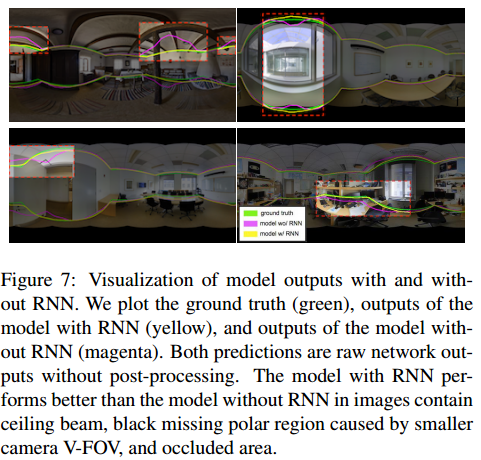 ground truth
model wo/ RNN
model w/ RNN
Figure 7: Visualization of model outputs with and with-
out RNN. We plot the ground truth (green), outputs of the
model with RNN (yellow), and outputs of the model with-
out RNN (magenta). Both predictions are raw network out-
puts without post-processing. The model with RNN per-
forms better than the model without RNN in images contain
ceiling beam, black missing polar region caused by smaller
camera V-FOV, and occluded area.